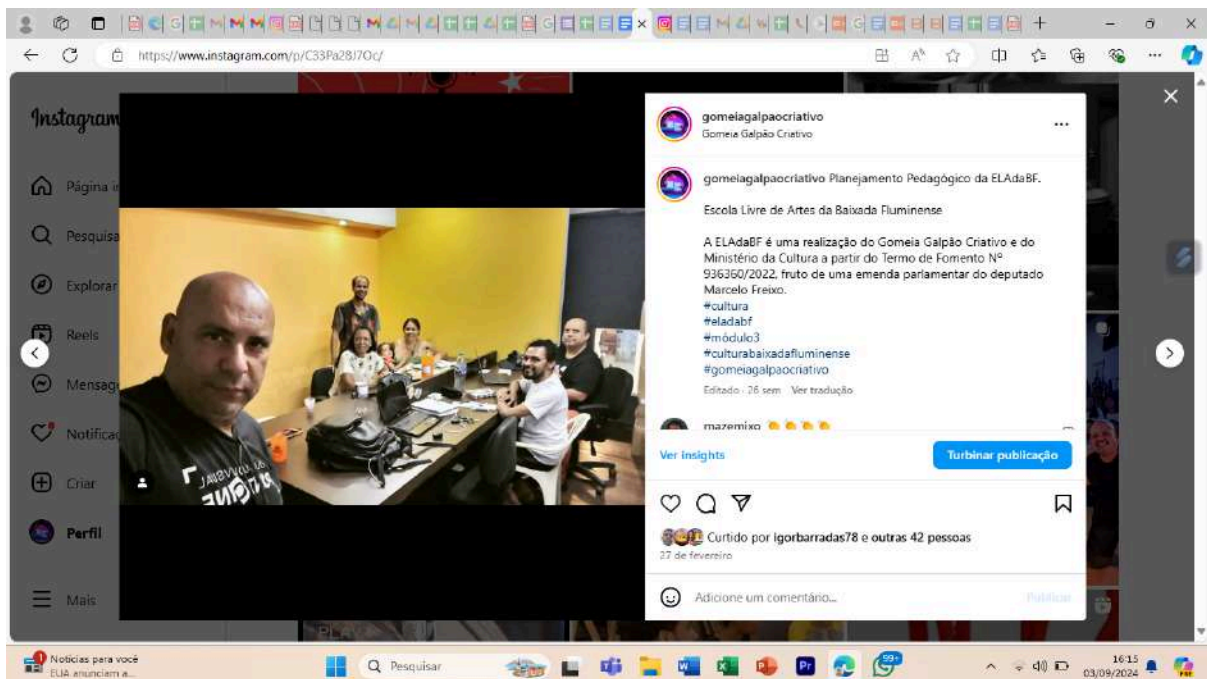 https://www.instagram.com/p/C33Pa28J7Oc/
Instagram
Página in
Pesquisa
Explorar
Reels
Mensage
Notificaç
Criar
Perfil
Mais
gomeiagalpaocriativo
Gomeia Galpão Criativo
gomeiagalpaocriativo Planejamento Pedagógico da ELAdaBF.
Escola Livre de Artes da Baixada Fluminense
A ELAdaBF é uma realização do Gomeia Galpão Criativo e do
Ministério da Cultura a partir do Termo de Fomento Nº
936360/2022, fruto de uma emenda parlamentar do deputado
Marcelo Freixo.
#cultura
#eladabf
#módulo3
#culturabaixadafluminense
#gomeiagalpaocriativo
Editado · 26 sem Ver tradução
mazemixo
Ver insights
Turbinar publicação
Curtido por igorbarradas78 e outras 42 pessoas
27 de fevereiro
Adicione um comentário...
Publicar
Notícias para você
EUA anunciam a...
Pesquisar
99+
16:15
03/09/2024